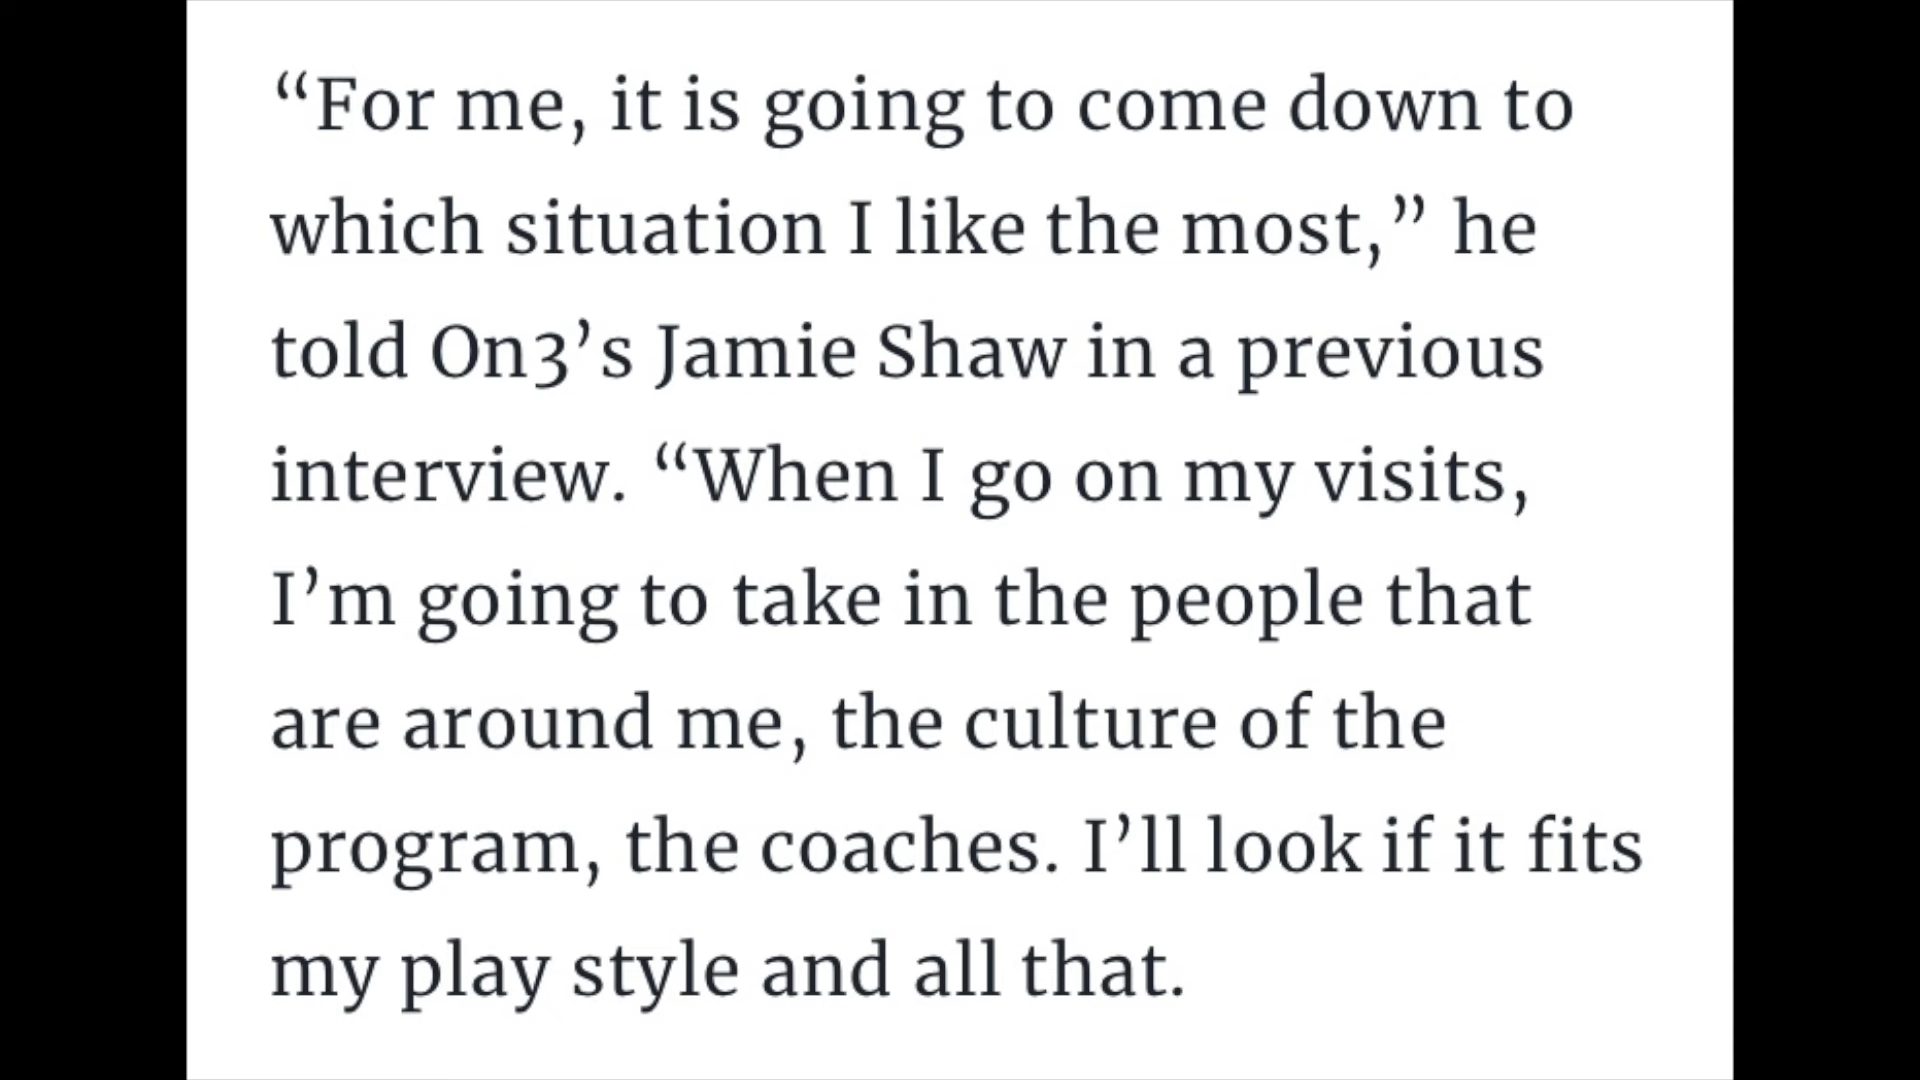 “For me, it is going to come down to
which situation I like the most,” he
told On3’s Jamie Shaw in a previous
interview. “When I go on my visits,
I’m going to take in the people that
are around me, the culture of the
program, the coaches. I’ll look if it fits
my play style and all that.